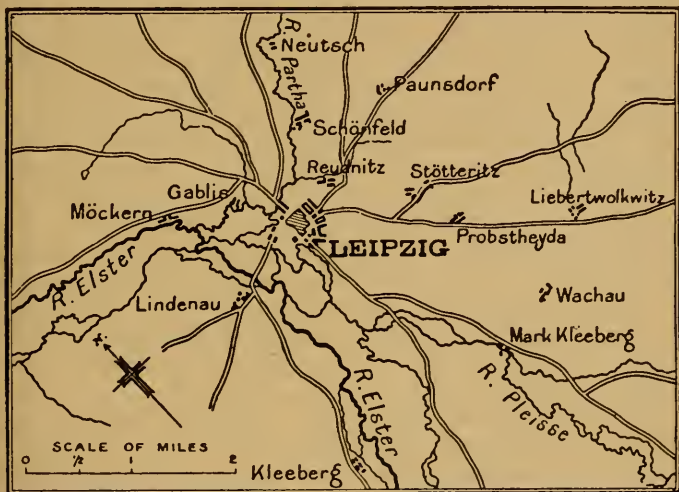 R. Partha
Neutsch
Paunsdorf
Schönfeld
Reudnitz
Stötteritz
Gablis
Liebertwolkwitz
Möckern
Probstheyda
LEIPZIG
R. Elster
Lindenau
Wachau
Mark Kleeberg
N
R. Elster
R. Pleisse
SCALE OF MILES
0 1/2 1 2
Kleeberg